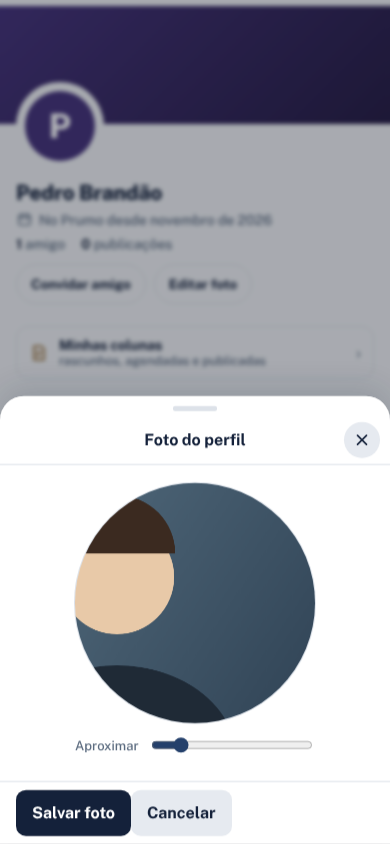 P
Pedro Brandão
No Prumo desde novembro de 2026
1 amigo 0 publicações
Convidar amigo Editar foto
Minhas colunas
rascunhos, agendadas e publicadas
Foto do perfil
Aproximar
Salvar foto Cancelar